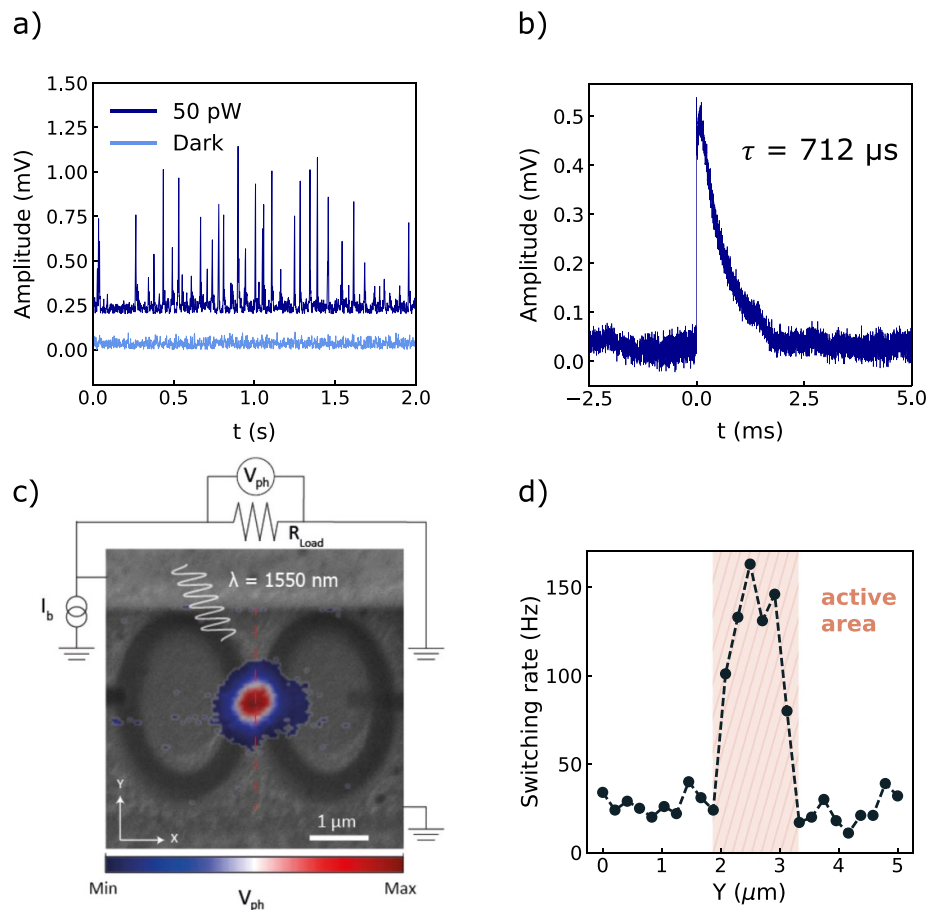 a)
1.50
1.25
1.00
0.75
0.50
0.25
0.00
Amplitude (mV)
50 pW
Dark
0.0
0.5
1.0
1.5
2.0
t (s)
b)
0.5
0.4
0.3
0.2
0.1
0.0
Amplitude (mV)
τ = 712 µs
−2.5
0.0
2.5
5.0
t (ms)
c)
V_ph
R_Load
I_b
λ = 1550 nm
Y
X
1 µm
Min
Max
V_ph
d)
150
100
50
0
Switching rate (Hz)
active
area
0
1
2
3
4
5
Y (µm)